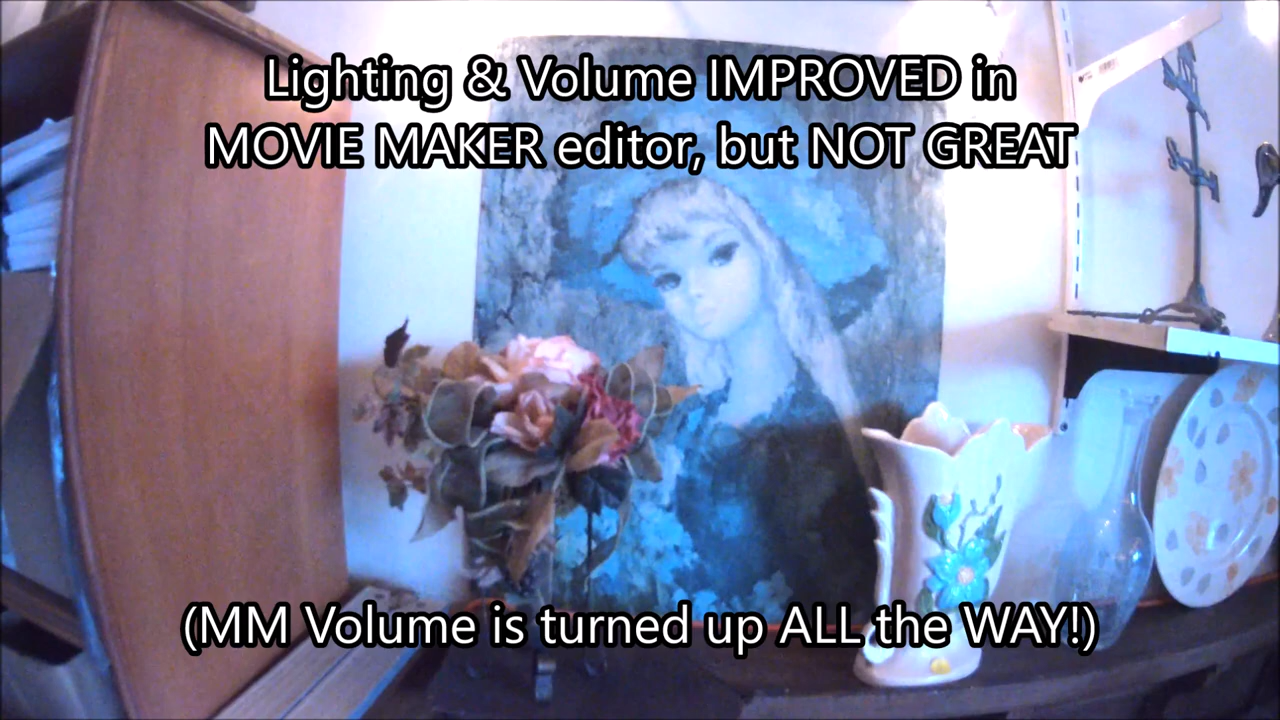 Lighting & Volume IMPROVED in
MOVIE MAKER editor, but NOT GREAT
(MM Volume is turned up ALL the WAY!)